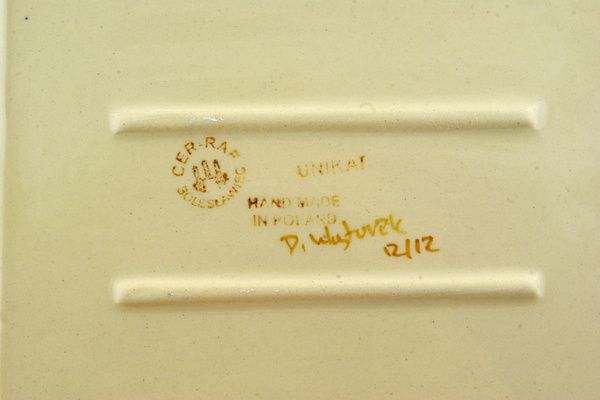 CER-RAF
BOLESŁAWIEC
UNIKAT
HAND MADE
IN POLAND
D.
12/12